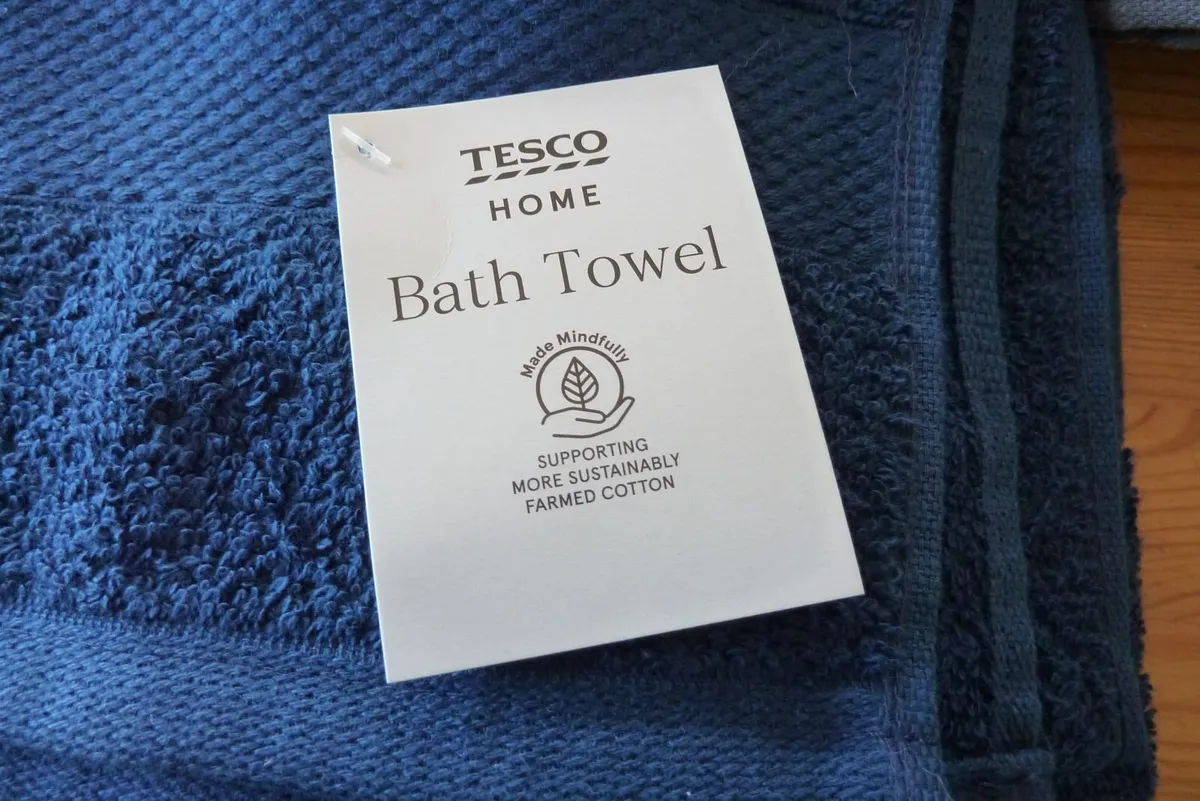 TESCO
HOME
Bath Towel
Made Mindfully
SUPPORTING
MORE SUSTAINABLY
FARMED COTTON